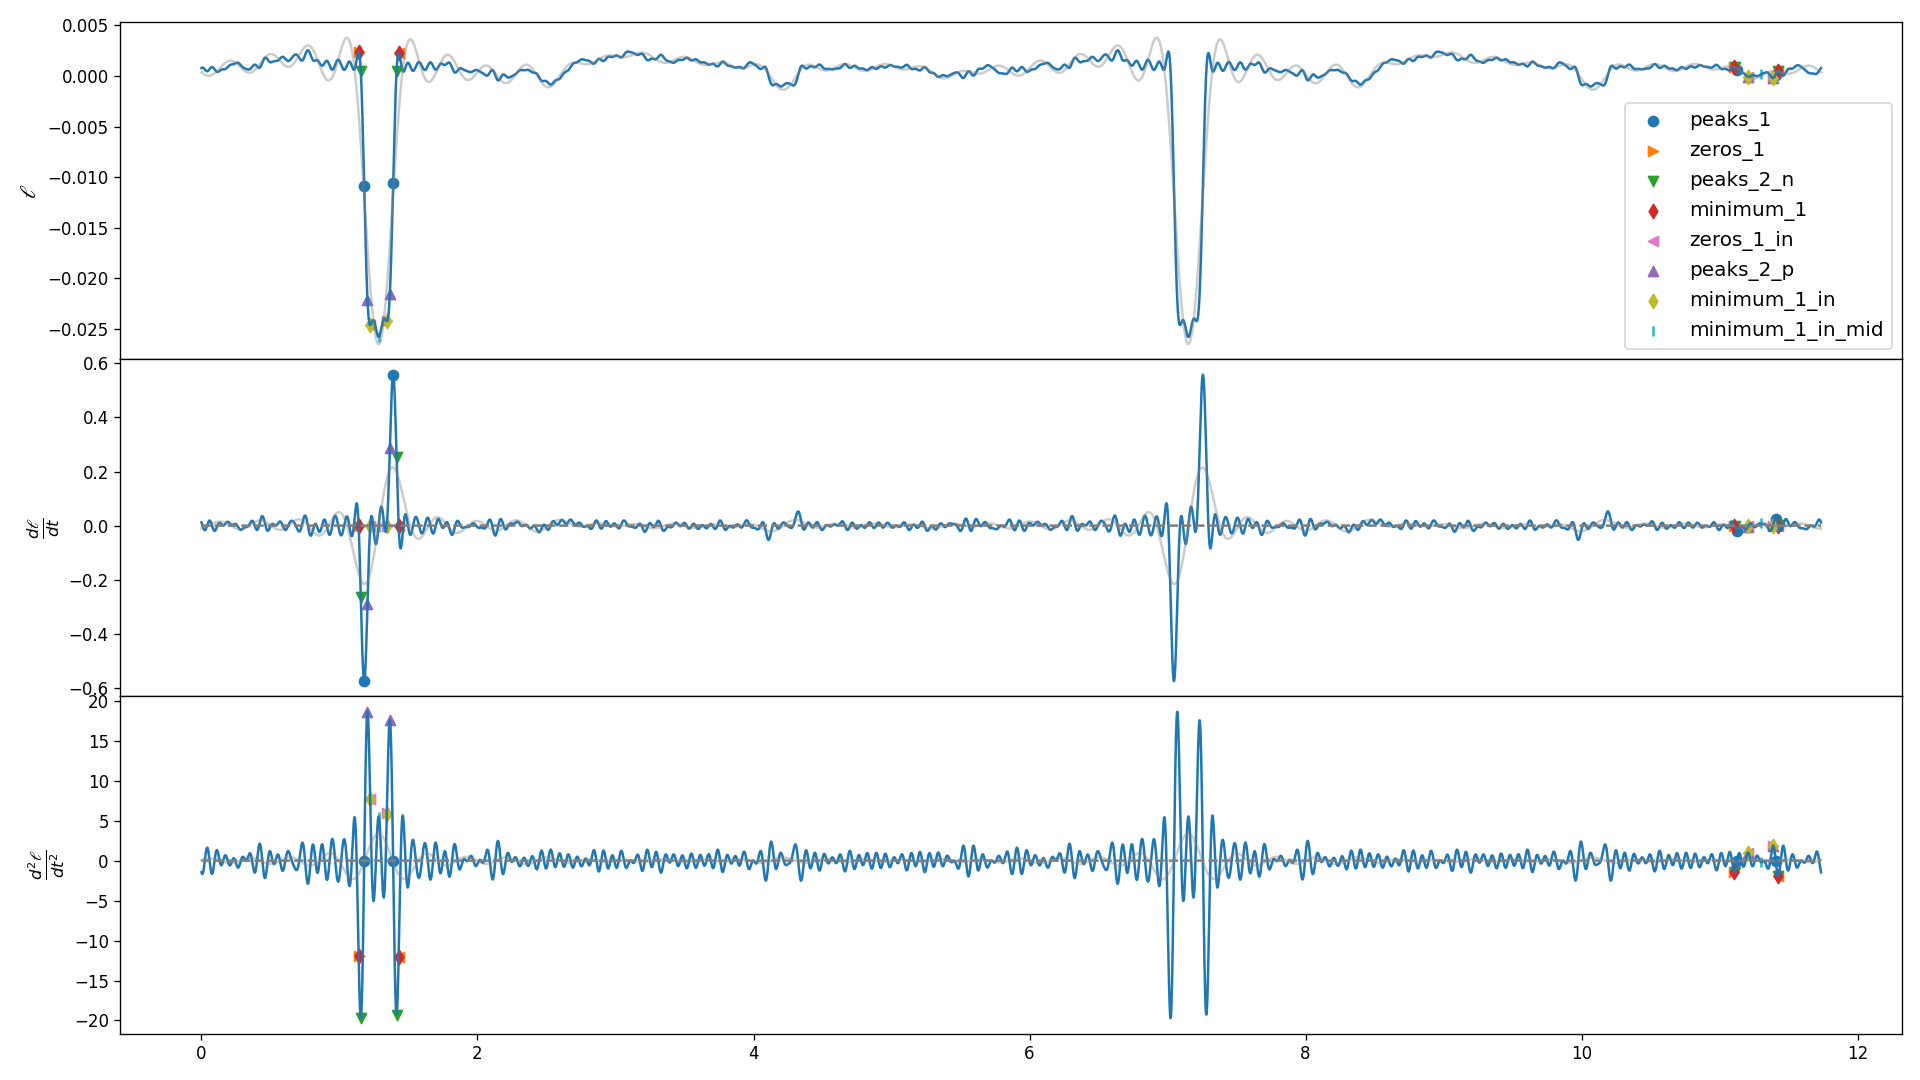 0.005
0.000
−0.005
−0.010
−0.015
−0.020
−0.025
ℓ
peaks_1
zeros_1
peaks_2_n
minimum_1
zeros_1_in
peaks_2_p
minimum_1_in
minimum_1_in_mid
0.6
0.4
0.2
0.0
−0.2
−0.4
−0.6
dℓ
dt
20
15
10
5
0
−5
−10
−15
−20
d²ℓ
dt²
0 2 4 6 8 10 12